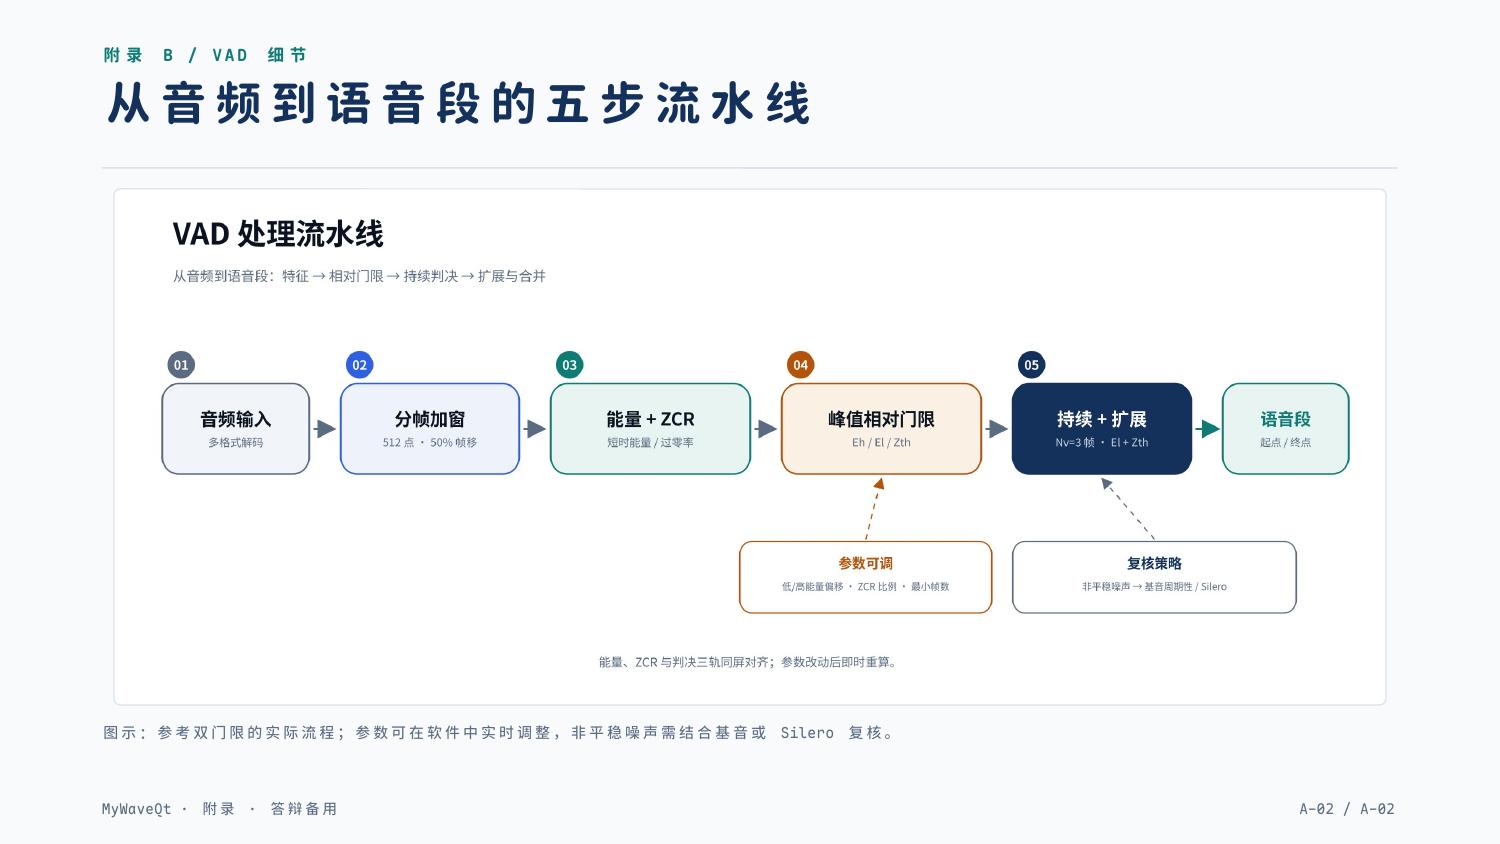 附录 B / VAD 细节
从音频到语音段的五步流水线
VAD 处理流水线
从音频到语音段：特征 → 相对门限 → 持续判决 → 扩展与合并
01
02
03
04
05
音频输入
多格式解码
分帧加窗
512 点 · 50% 帧移
能量 + ZCR
短时能量 / 过零率
峰值相对门限
Eh / El / Zth
持续 + 扩展
Nv=3 帧 · El + Zth
语音段
起点 / 终点
参数可调
低/高能量偏移 · ZCR 比例 · 最小帧数
复核策略
非平稳噪声 → 基音周期性 / Silero
能量、ZCR 与判决三轨同屏对齐；参数改动后即时重算。
图示：参考双门限的实际流程；参数可在软件中实时调整，非平稳噪声需结合基音或 Silero 复核。
MyWaveQt · 附录 · 答辩备用
A-02 / A-02